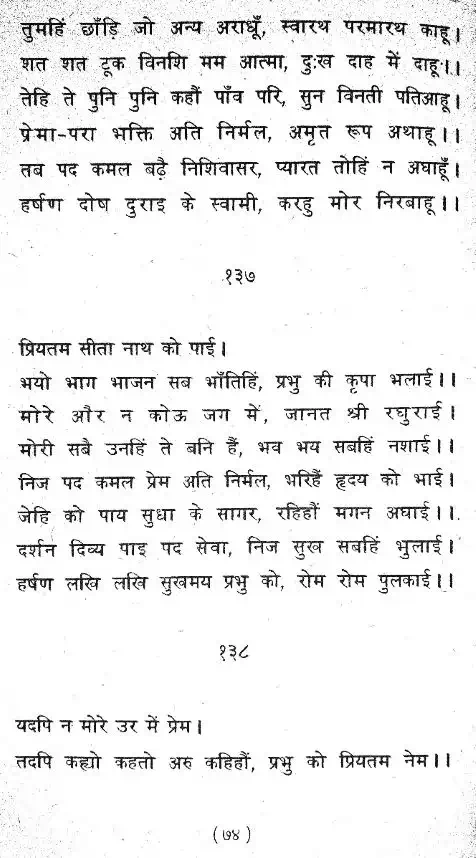 तुमहिं छाँड़ि जो अन्य अराधूँ, स्वारथ परमारथ काहू।
शत शत टूक विनशि मम आत्मा, दुःख दाह में दाहू।।
तेहि ते पुनि पुनि कहौं पाँव परि, सुन विनती पतिआहू।
प्रेमा-परा भक्ति अति निर्मल, अमृत रूप अथाहू।।
तब पद कमल बढ़ै निशिवासर, प्यारत तोहिं न अघाहूँ।
हर्षण दोष दुराइ के स्वामी, करहु मोर निरबाहू।।
१३७
प्रियतम सीता नाथ को पाई।
भयो भाग भाजन सब भाँतिहिं, प्रभु की कृपा भलाई।।
मोरे और न कोऊ जग में, जानत श्री रघुराई।
मोरी सबै उनहिं ते बनि हैं, भव भय सबहिं नशाई।।
निज पद कमल प्रेम अति निर्मल, भरिहैं हृदय को भाई।
जेहि को पाय सुधा के सागर, रहिहौं मगन अघाई।।
दर्शन दिव्य पाइ पद सेवा, निज सुख सबहिं भुलाई।
हर्षण लखि लखि सुखमय प्रभु को, रोम रोम पुलकाई।।
१३८
यदपि न मोरे उर में प्रेम।
तदपि कह्यो कहतो अरु कहिहौं, प्रभु को प्रियतम नेम।।
(७४)